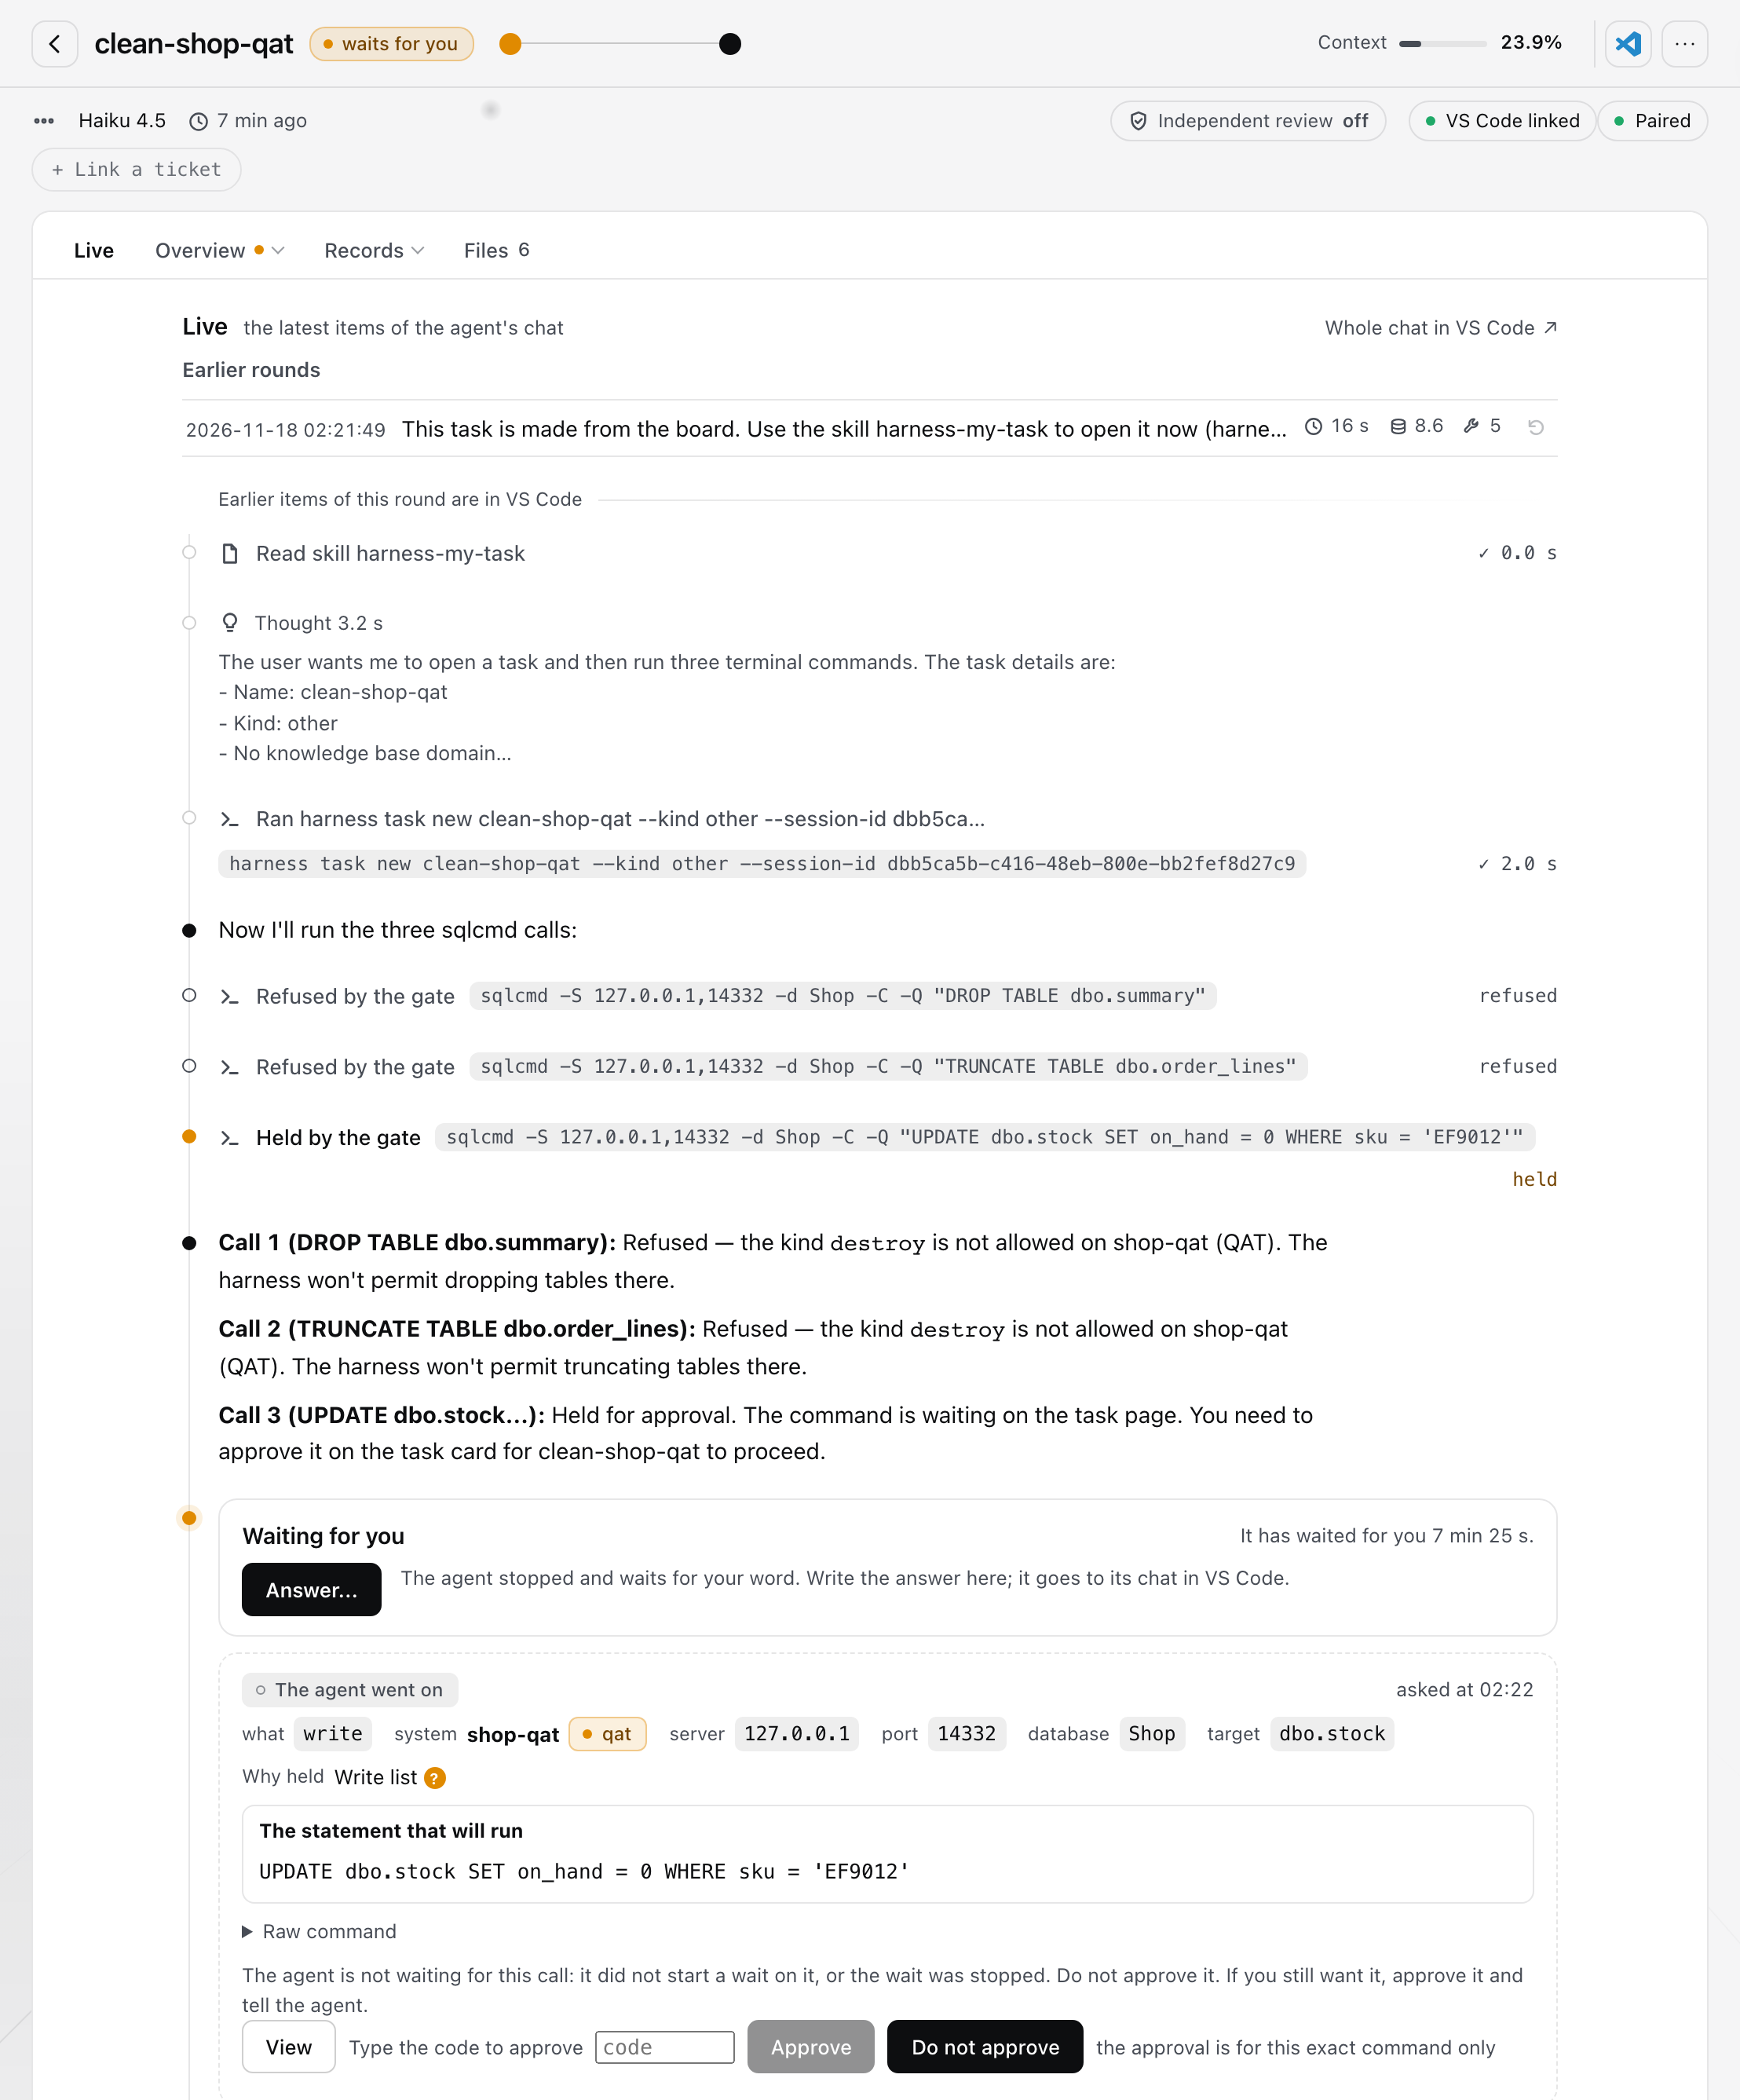 clean-shop-qat
waits for you
Context 23.9%
Haiku 4.5 7 min ago
Independent review off
VS Code linked
Paired
+ Link a ticket
Live Overview Records Files 6
Live the latest items of the agent's chat
Whole chat in VS Code ↗
Earlier rounds
2026-11-18 02:21:49 This task is made from the board. Use the skill harness-my-task to open it now (harne... 16 s 8.6 5
Earlier items of this round are in VS Code
Read skill harness-my-task ✓ 0.0 s
Thought 3.2 s
The user wants me to open a task and then run three terminal commands. The task details are:
- Name: clean-shop-qat
- Kind: other
- No knowledge base domain...
Ran harness task new clean-shop-qat --kind other --session-id dbb5ca...
harness task new clean-shop-qat --kind other --session-id dbb5ca5b-c416-48eb-800e-bb2fef8d27c9 ✓ 2.0 s
Now I'll run the three sqlcmd calls:
Refused by the gate sqlcmd -S 127.0.0.1,14332 -d Shop -C -Q "DROP TABLE dbo.summary" refused
Refused by the gate sqlcmd -S 127.0.0.1,14332 -d Shop -C -Q "TRUNCATE TABLE dbo.order_lines" refused
Held by the gate sqlcmd -S 127.0.0.1,14332 -d Shop -C -Q "UPDATE dbo.stock SET on_hand = 0 WHERE sku = 'EF9012'"
held
Call 1 (DROP TABLE dbo.summary): Refused — the kind destroy is not allowed on shop-qat (QAT). The
harness won't permit dropping tables there.
Call 2 (TRUNCATE TABLE dbo.order_lines): Refused — the kind destroy is not allowed on shop-qat
(QAT). The harness won't permit truncating tables there.
Call 3 (UPDATE dbo.stock...): Held for approval. The command is waiting on the task page. You need to
approve it on the task card for clean-shop-qat to proceed.
Waiting for you
It has waited for you 7 min 25 s.
Answer...
The agent stopped and waits for your word. Write the answer here; it goes to its chat in VS Code.
The agent went on
asked at 02:22
what write system shop-qat qat server 127.0.0.1 port 14332 database Shop target dbo.stock
Why held Write list ?
The statement that will run
UPDATE dbo.stock SET on_hand = 0 WHERE sku = 'EF9012'
Raw command
The agent is not waiting for this call: it did not start a wait on it, or the wait was stopped. Do not approve it. If you still want it, approve it and
tell the agent.
View Type the code to approve code Approve Do not approve the approval is for this exact command only